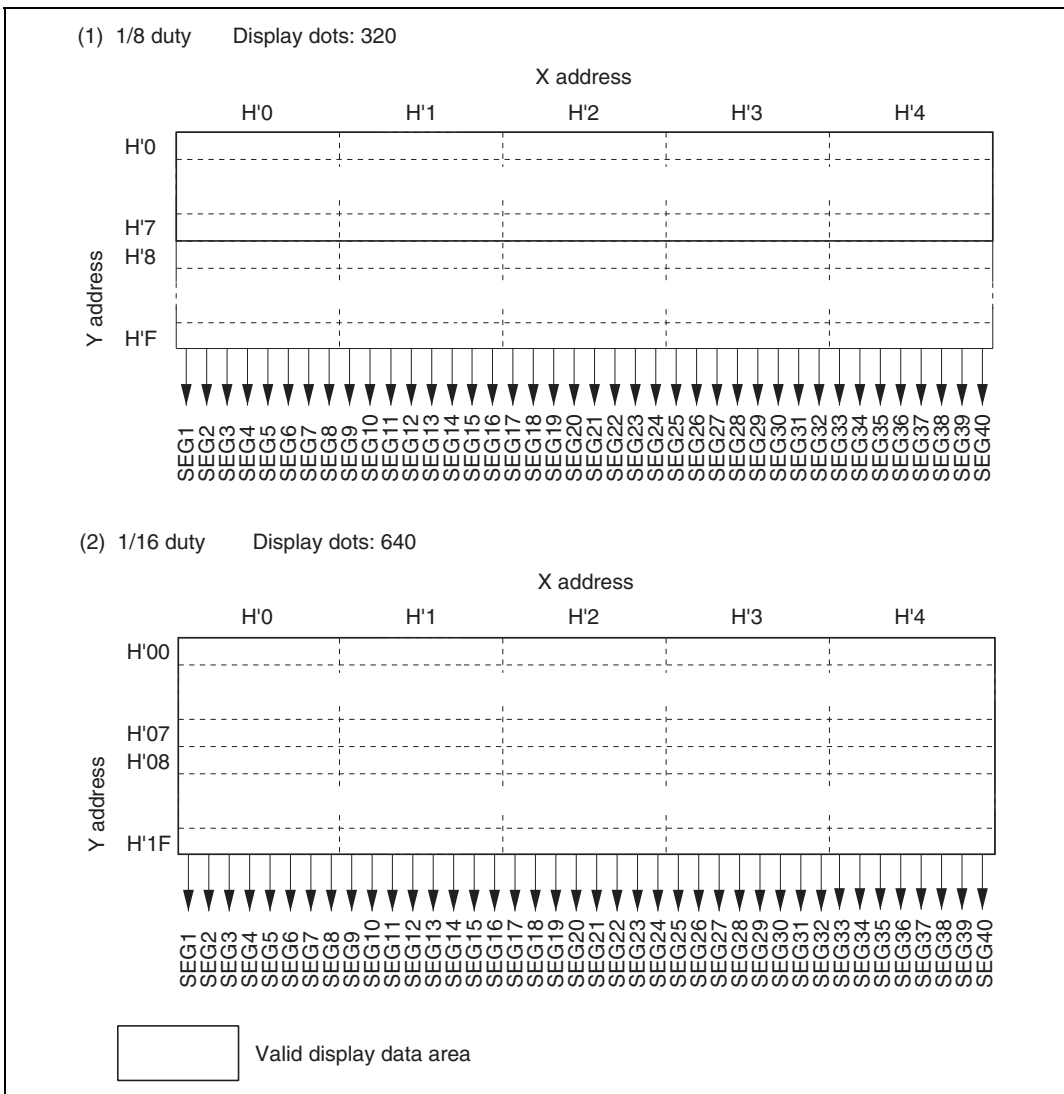 (1) 1/8 duty Display dots: 320
X address
H'0 H'1 H'2 H'3 H'4
Y address
H'0
H'7
H'8
H'F
SEG1 SEG2 SEG3 SEG4 SEG5 SEG6 SEG7 SEG8 SEG9 SEG10 SEG11 SEG12 SEG13 SEG14 SEG15 SEG16 SEG17 SEG18 SEG19 SEG20 SEG21 SEG22 SEG23 SEG24 SEG25 SEG26 SEG27 SEG28 SEG29 SEG30 SEG31 SEG32 SEG33 SEG34 SEG35 SEG36 SEG37 SEG38 SEG39 SEG40
(2) 1/16 duty Display dots: 640
X address
H'0 H'1 H'2 H'3 H'4
Y address
H'00
H'07
H'08
H'1F
SEG1 SEG2 SEG3 SEG4 SEG5 SEG6 SEG7 SEG8 SEG9 SEG10 SEG11 SEG12 SEG13 SEG14 SEG15 SEG16 SEG17 SEG18 SEG19 SEG20 SEG21 SEG22 SEG23 SEG24 SEG25 SEG26 SEG27 SEG28 SEG29 SEG30 SEG31 SEG32 SEG33 SEG34 SEG35 SEG36 SEG37 SEG38 SEG39 SEG40
Valid display data area